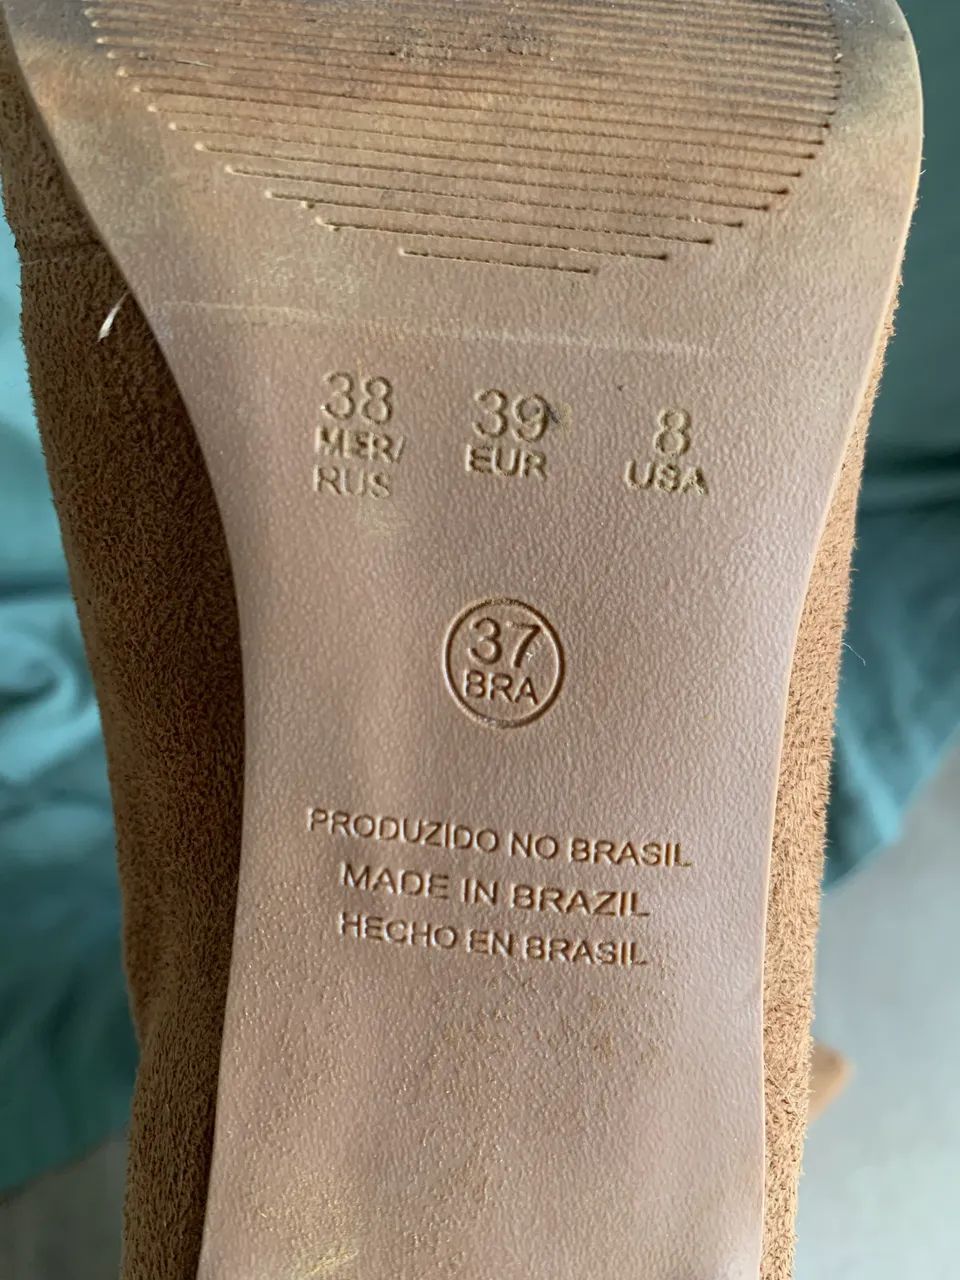 38 39 8
MER/ EUR USA
RUS
37
BRA
PRODUZIDO NO BRASIL
MADE IN BRAZIL
HECHO EN BRASIL